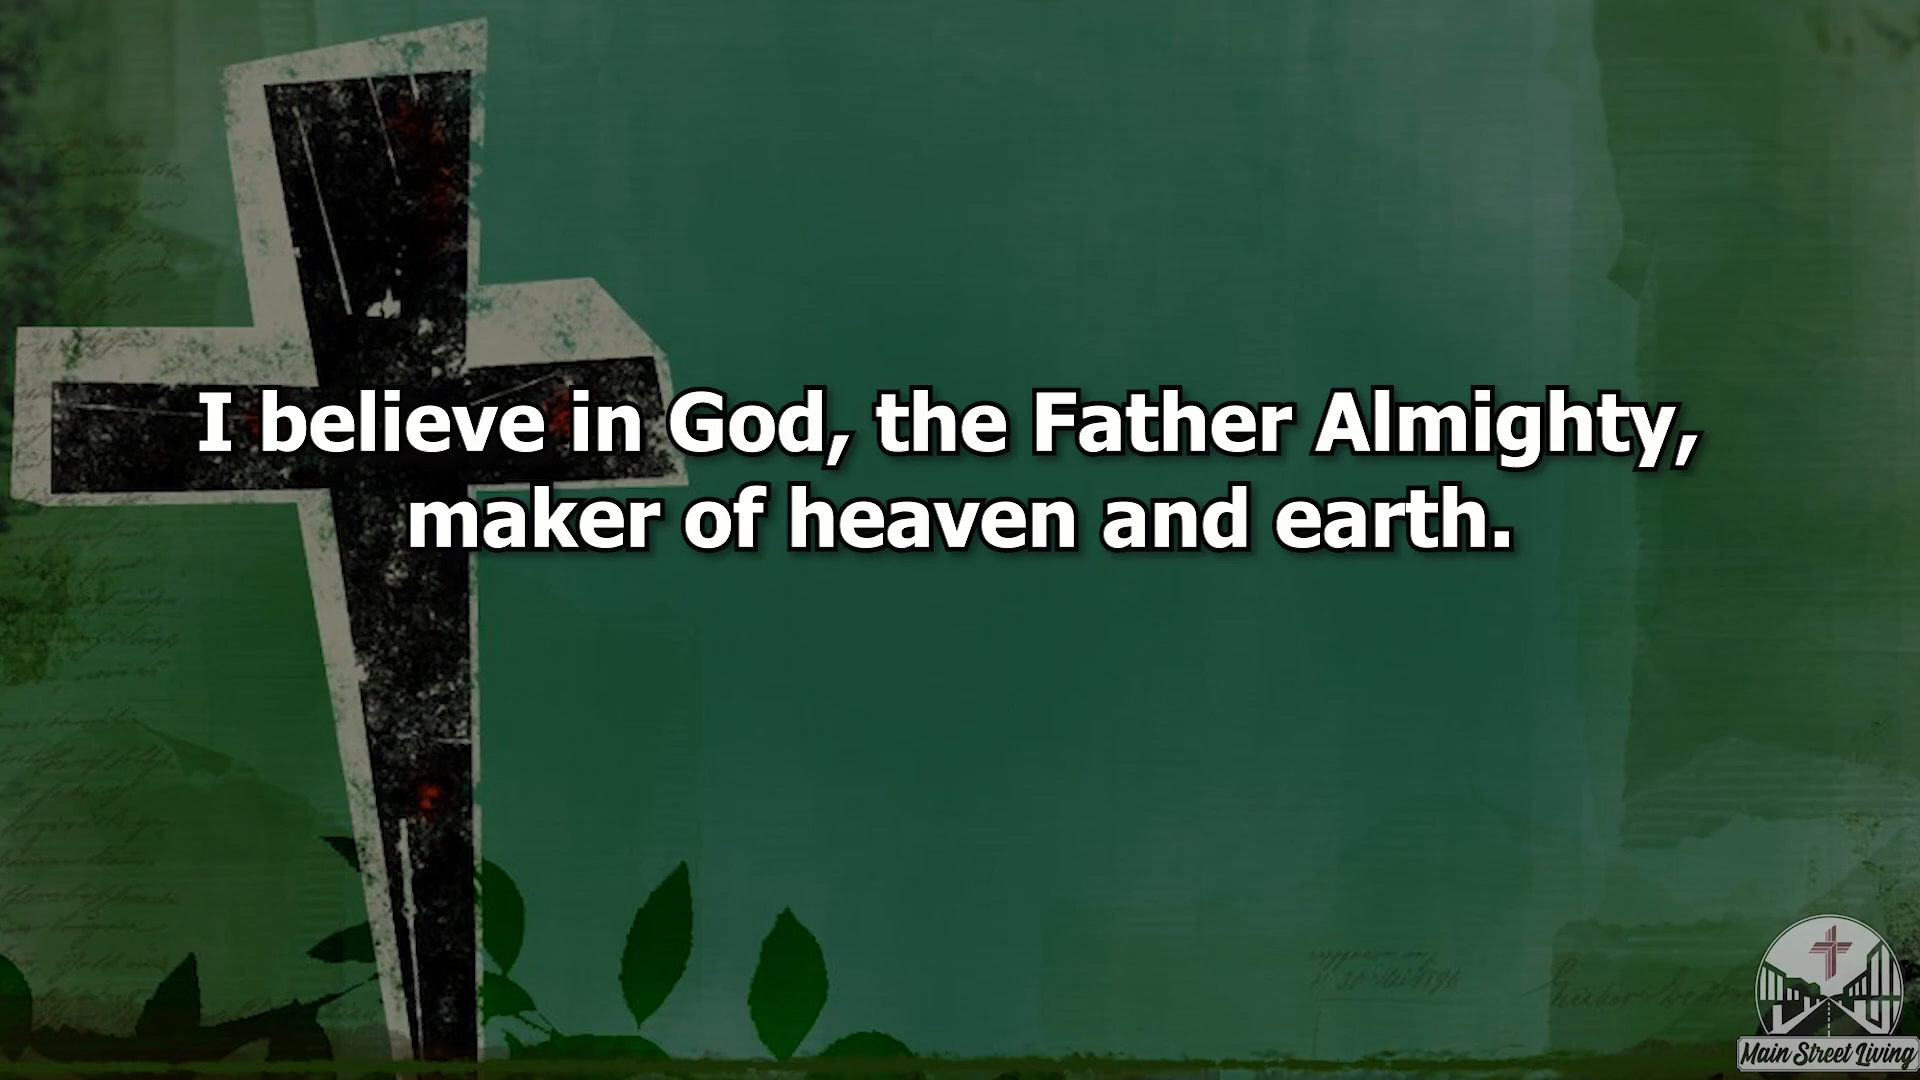 I believe in God, the Father Almighty,
maker of heaven and earth.
Main Street Living